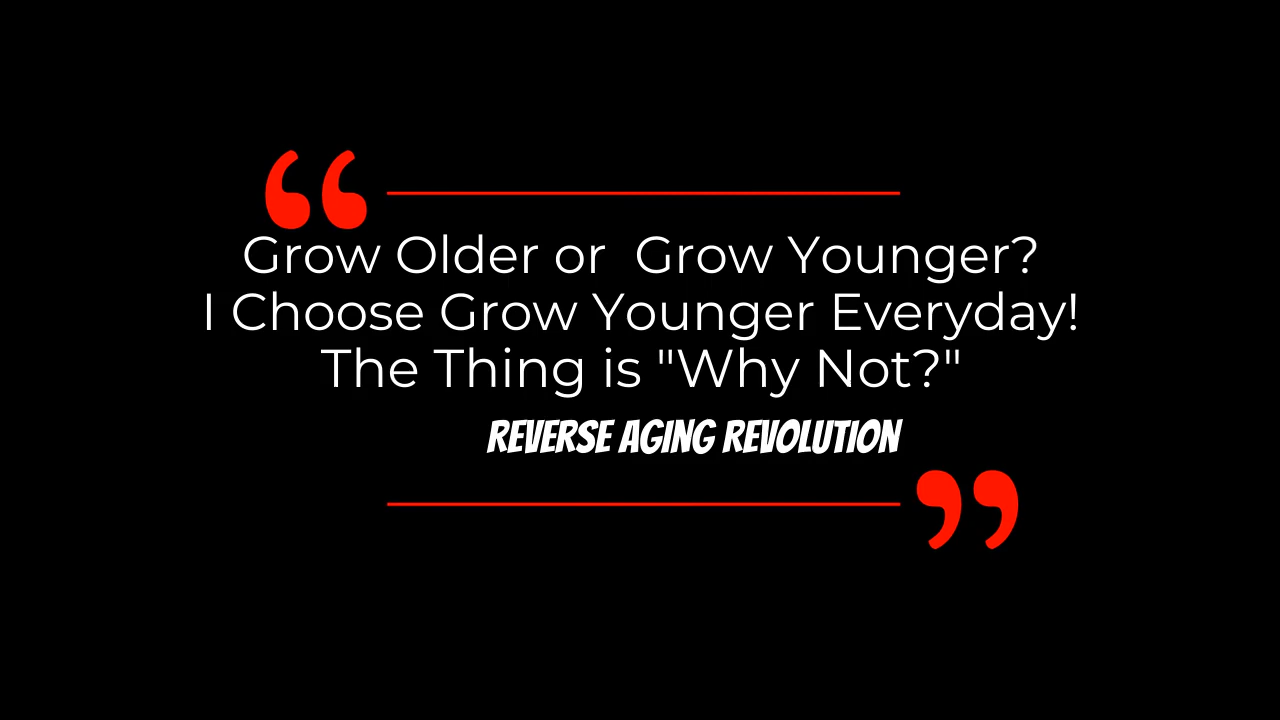 Grow Older or  Grow Younger?
I Choose Grow Younger Everyday!
The Thing is "Why Not?"
REVERSE AGING REVOLUTION